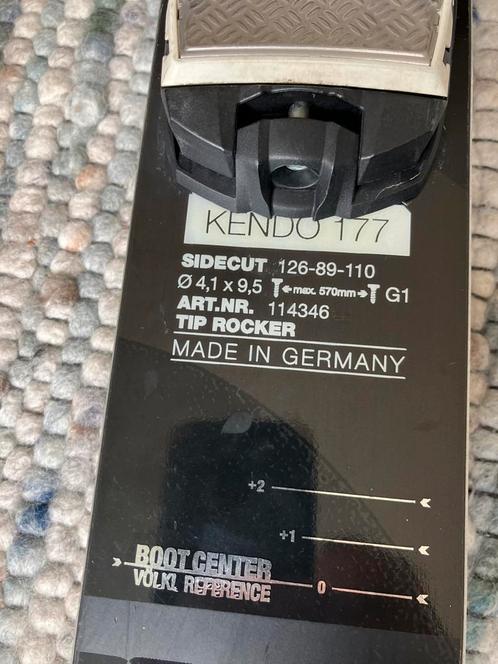 KENDO 177
SIDECUT 126-89-110
Ø 4,1 x 9,5 max. 570mm G1
ART.NR. 114346
TIP ROCKER
MADE IN GERMANY
+2
+1
BOOT CENTER
VÖLKL REFERENCE 0